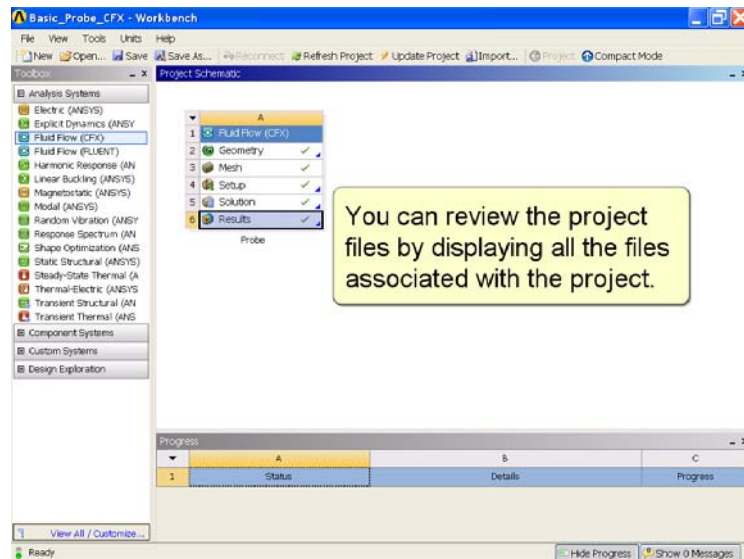 Basic_Probe_CFX - Workbench
File View Tools Units Help
New Open... Save Save As... Reconnect Refresh Project Update Project Import... Project Compact Mode
Toolbox
Project Schematic
Analysis Systems
Electric (ANSYS)
Explicit Dynamics (ANSY
Fluid Flow (CFX)
Fluid Flow (FLUENT)
Harmonic Response (AN
Linear Buckling (ANSYS)
Magnetostatic (ANSYS)
Modal (ANSYS)
Random Vibration (ANSY
Response Spectrum (AN
Shape Optimization (ANS
Static Structural (ANSYS)
Steady-State Thermal (A
Thermal-Electric (ANSYS
Transient Structural (AN
Transient Thermal (ANS
Component Systems
Custom Systems
Design Exploration
View All / Customize...
A
1 Fluid Flow (CFX)
2 Geometry
3 Mesh
4 Setup
5 Solution
6 Results
Probe
You can review the project
files by displaying all the files
associated with the project.
Progress
A B C
1 Status Details Progress
Ready
Hide Progress Show 0 Messages